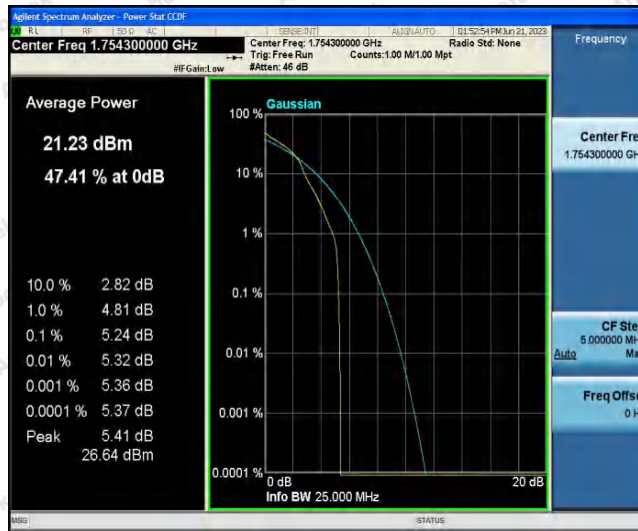 Agilent Spectrum Analyzer - Power Stat CCDF
RL RF 50 Ω AC SENSE:INT ALIGN AUTO 01:52:54 PM Jun 21, 2023
Center Freq 1.754300000 GHz
Center Freq: 1.754300000 GHz Radio Std: None
Trig: Free Run Counts:1.00 M/1.00 Mpt
#IFGain:Low #Atten: 46 dB
Frequency
Average Power
21.23 dBm
47.41 % at 0dB
10.0 % 2.82 dB
1.0 % 4.81 dB
0.1 % 5.24 dB
0.01 % 5.32 dB
0.001 % 5.36 dB
0.0001 % 5.37 dB
Peak 5.41 dB
26.64 dBm
Gaussian
100 %
10 %
1 %
0.1 %
0.01 %
0.001 %
0.0001 %
0 dB 20 dB
Info BW 25.000 MHz
Center Fre
1.754300000 GH
CF Ste
5.000000 MH
Auto Ma
Freq Offse
0 H
MSG STATUS